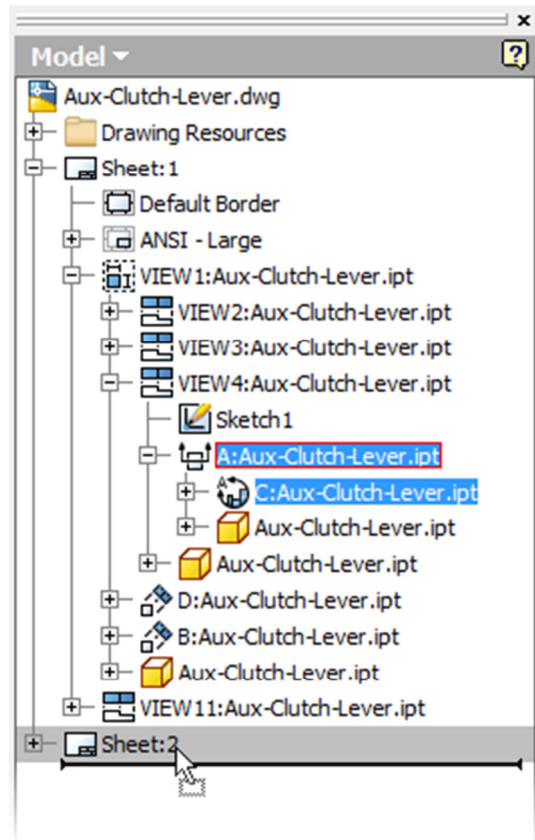 Model
Aux-Clutch-Lever.dwg
Drawing Resources
Sheet:1
Default Border
ANSI - Large
VIEW1:Aux-Clutch-Lever.ipt
VIEW2:Aux-Clutch-Lever.ipt
VIEW3:Aux-Clutch-Lever.ipt
VIEW4:Aux-Clutch-Lever.ipt
Sketch1
A:Aux-Clutch-Lever.ipt
C:Aux-Clutch-Lever.ipt
Aux-Clutch-Lever.ipt
Aux-Clutch-Lever.ipt
D:Aux-Clutch-Lever.ipt
B:Aux-Clutch-Lever.ipt
Aux-Clutch-Lever.ipt
VIEW11:Aux-Clutch-Lever.ipt
Sheet:2